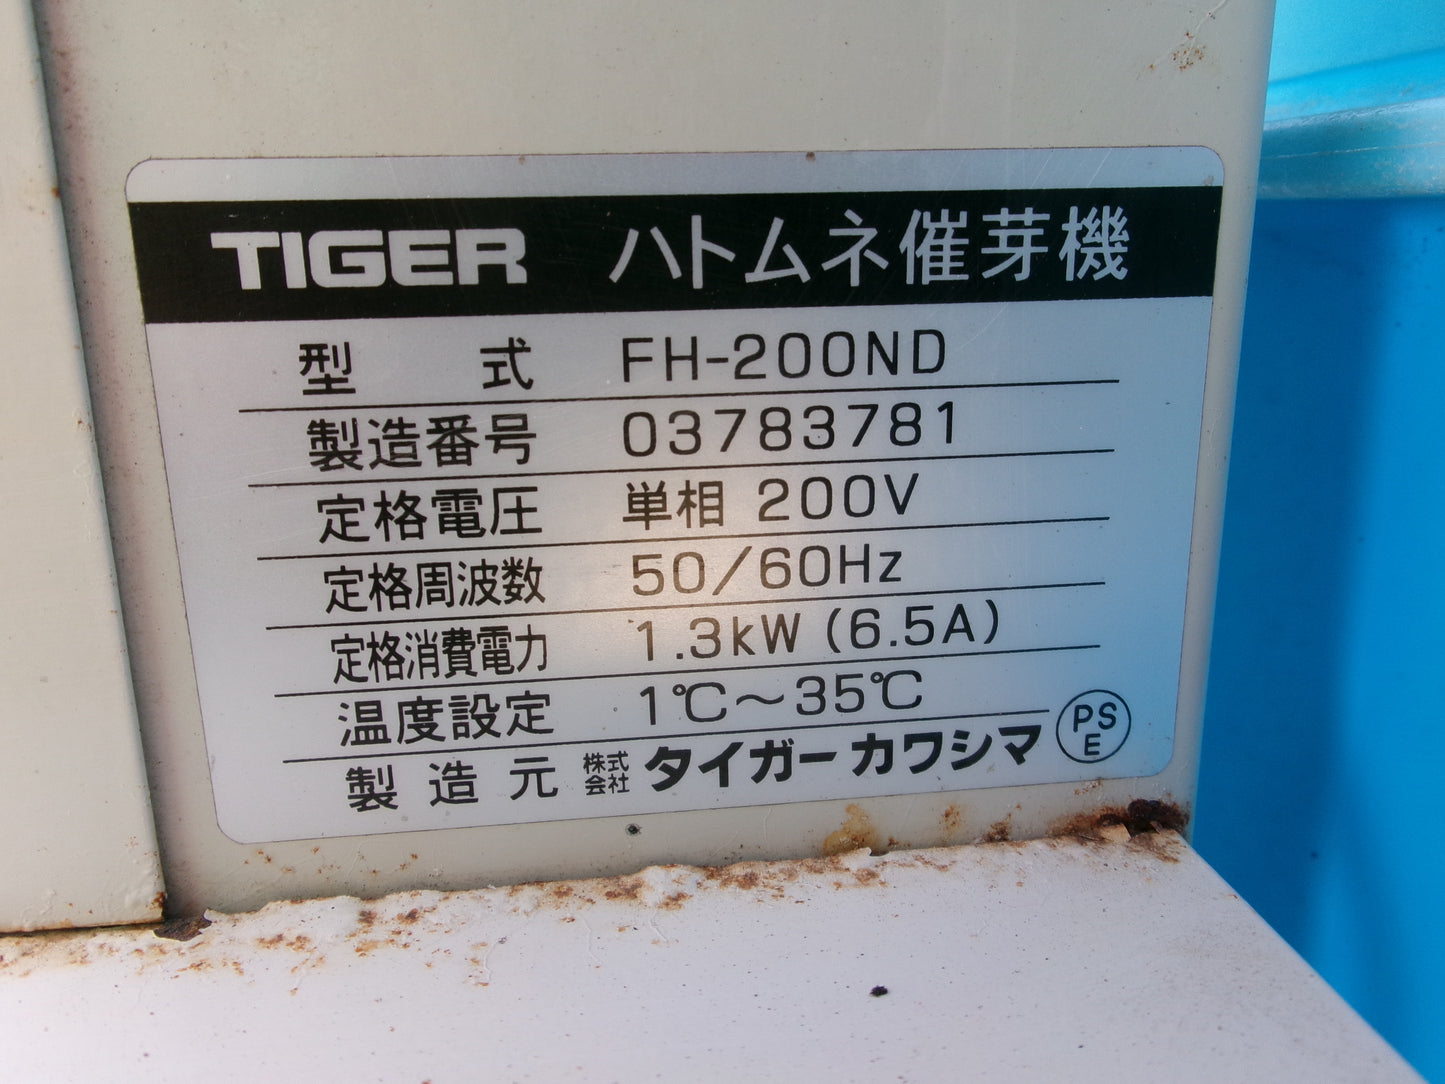 TIGER ハトムネ催芽機
型式 FH-200ND
製造番号 03783781
定格電圧 単相 200V
定格周波数 50/60Hz
定格消費電力 1.3kW (6.5A)
温度設定 1℃～35℃
製造元 株式会社 タイガーカワシマ PSE